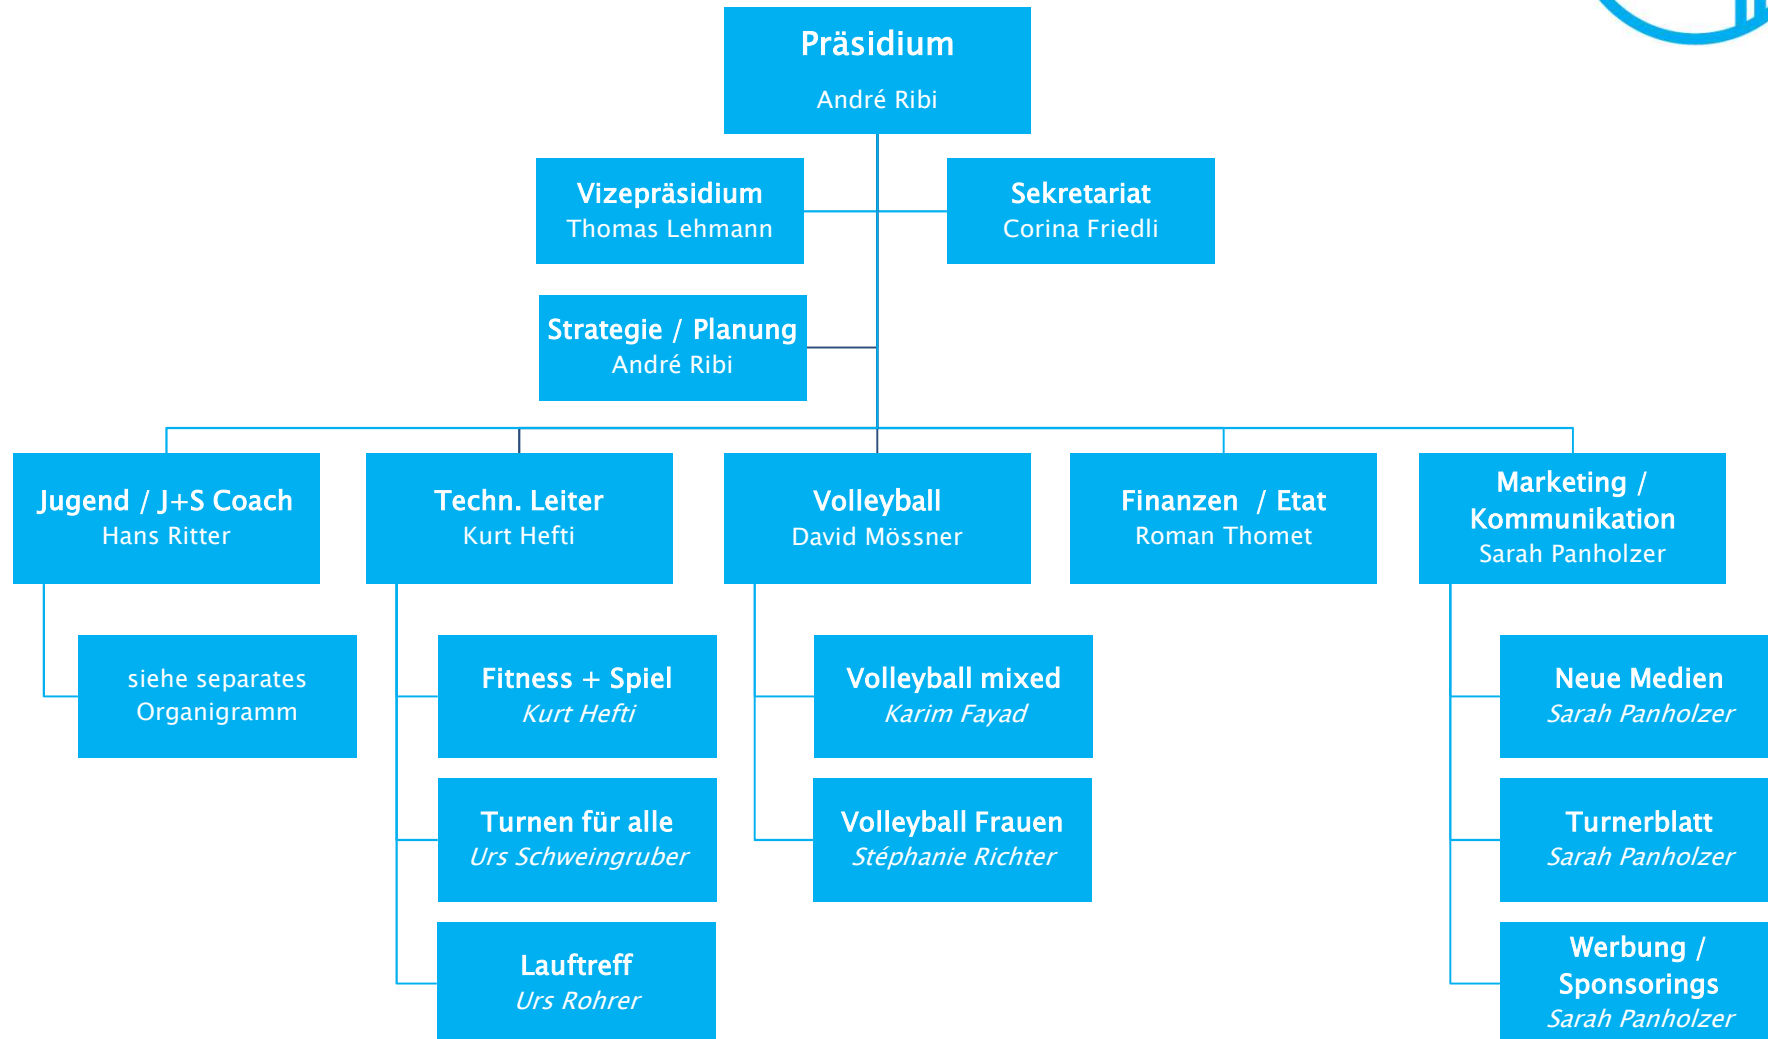 Präsidium
André Ribi
Vizepräsidium
Thomas Lehmann
Sekretariat
Corina Friedli
Strategie / Planung
André Ribi
Jugend / J+S Coach
Hans Ritter
Techn. Leiter
Kurt Hefti
Volleyball
David Mössner
Finanzen / Etat
Roman Thomet
Marketing /
Kommunikation
Sarah Panholzer
siehe separates
Organigramm
Fitness + Spiel
Kurt Hefti
Turnen für alle
Urs Schweingruber
Lauftreff
Urs Rohrer
Volleyball mixed
Karim Fayad
Volleyball Frauen
Stéphanie Richter
Neue Medien
Sarah Panholzer
Turnerblatt
Sarah Panholzer
Werbung /
Sponsorings
Sarah Panholzer